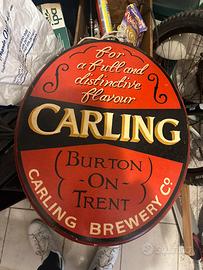 for
a full and
distinctive
flavour
CARLING
BURTON
-ON-
TRENT
CARLING BREWERY CO.